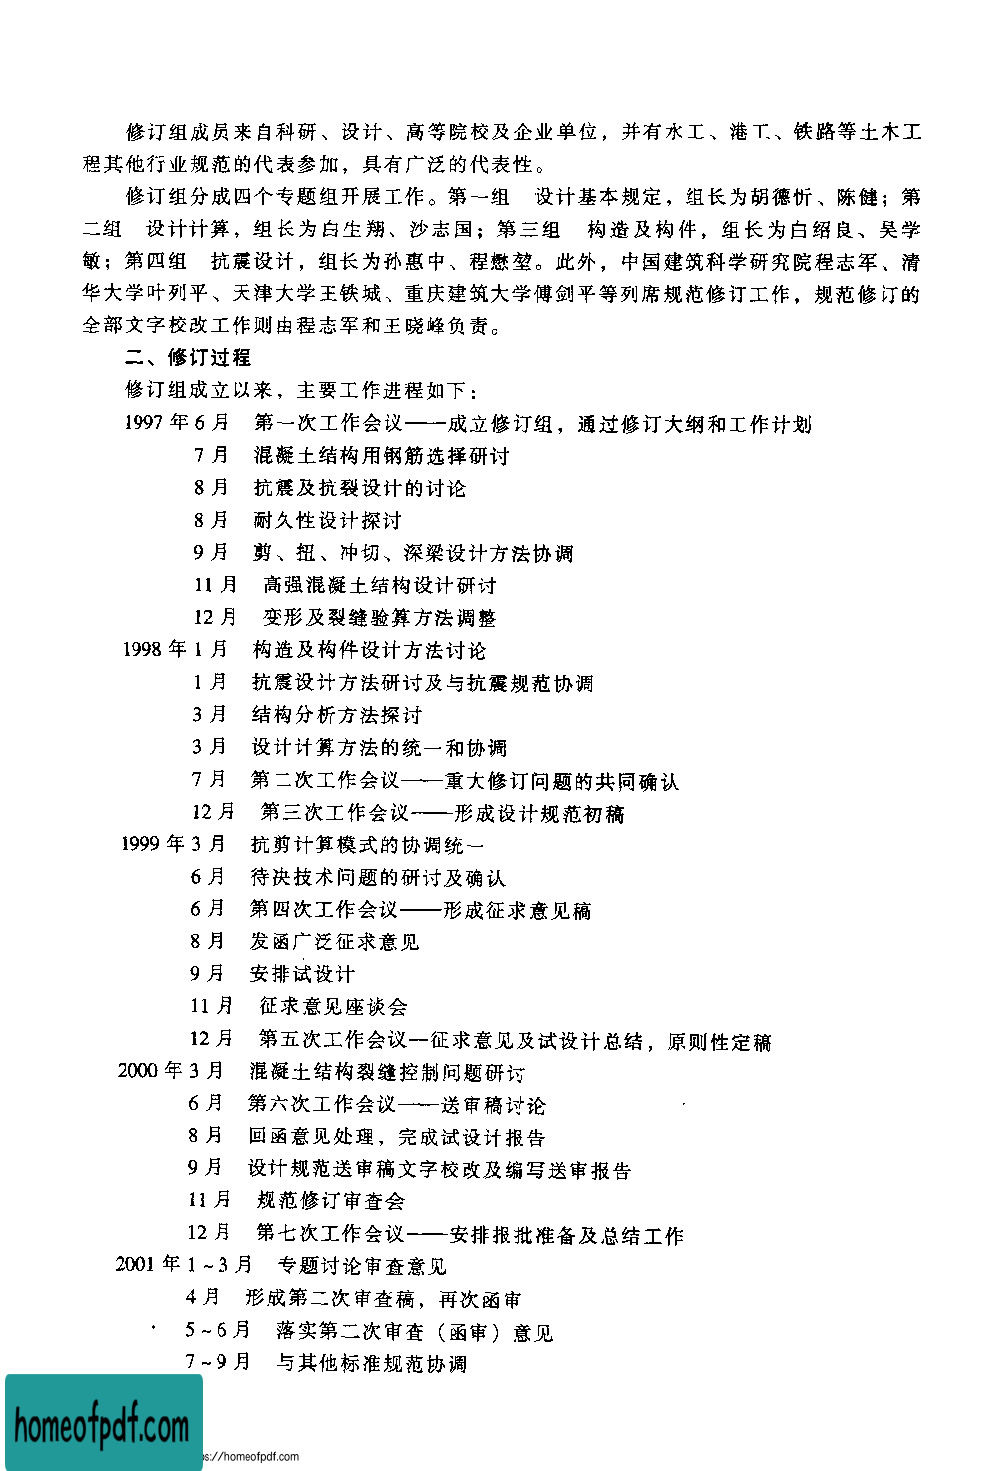 修订组成员来自科研、设计、高等院校及企业单位，并有水工、港工、铁路等土木工
程其他行业规范的代表参加，具有广泛的代表性。
修订组分成四个专题组开展工作。第一组　设计基本规定，组长为胡德忻、陈健；第
二组　设计计算，组长为白生翔、沙志国；第三组　构造及构件，组长为白绍良、吴学
敏；第四组　抗震设计，组长为孙惠中、程懋堃。此外，中国建筑科学研究院程志军、清
华大学叶列平、天津大学王铁城、重庆建筑大学傅剑平等列席规范修订工作，规范修订的
全部文字校改工作则由程志军和王晓峰负责。
二、修订过程
修订组成立以来，主要工作进程如下：
1997 年 6 月　第一次工作会议——成立修订组，通过修订大纲和工作计划
7 月　混凝土结构用钢筋选择研讨
8 月　抗震及抗裂设计的讨论
8 月　耐久性设计探讨
9 月　剪、扭、冲切、深梁设计方法协调
11 月　高强混凝土结构设计研讨
12 月　变形及裂缝验算方法调整
1998 年 1 月　构造及构件设计方法讨论
1 月　抗震设计方法研讨及与抗震规范协调
3 月　结构分析方法探讨
3 月　设计计算方法的统一和协调
7 月　第二次工作会议——重大修订问题的共同确认
12 月　第三次工作会议——形成设计规范初稿
1999 年 3 月　抗剪计算模式的协调统一
6 月　待决技术问题的研讨及确认
6 月　第四次工作会议——形成征求意见稿
8 月　发函广泛征求意见
9 月　安排试设计
11 月　征求意见座谈会
12 月　第五次工作会议—征求意见及试设计总结，原则性定稿
2000 年 3 月　混凝土结构裂缝控制问题研讨
6 月　第六次工作会议——送审稿讨论
8 月　回函意见处理，完成试设计报告
9 月　设计规范送审稿文字校改及编写送审报告
11 月　规范修订审查会
12 月　第七次工作会议——安排报批准备及总结工作
2001 年 1～3 月　专题讨论审查意见
4 月　形成第二次审查稿，再次函审
5～6 月　落实第二次审查（函审）意见
7～9 月　与其他标准规范协调
homeofpdf.com
ps://homeofpdf.com